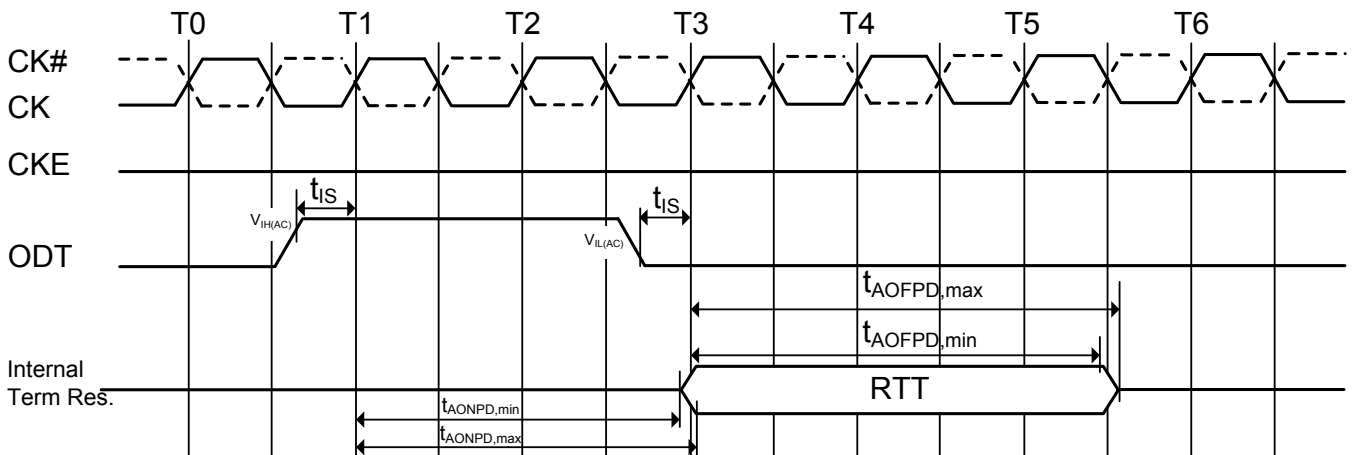 T0 T1 T2 T3 T4 T5 T6
CK#
CK
CKE
tIS
tIS
VIH(AC)
VIL(AC)
ODT
tAOFPD,max
tAOFPD,min
Internal
Term Res.
RTT
tAONPD,min
tAONPD,max